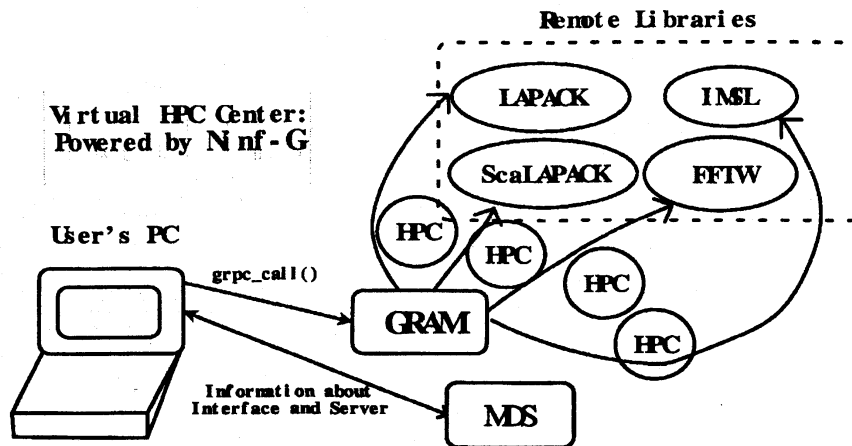 Remote Libraries
LAPACK
IMSL
Virtual HPC Center:
Powered by Ninf-G
ScaLAPACK
FFTW
User's PC
HPC
HPC
grpc_call()
HPC
GRAM
HPC
Information about
Interface and Server
MDS